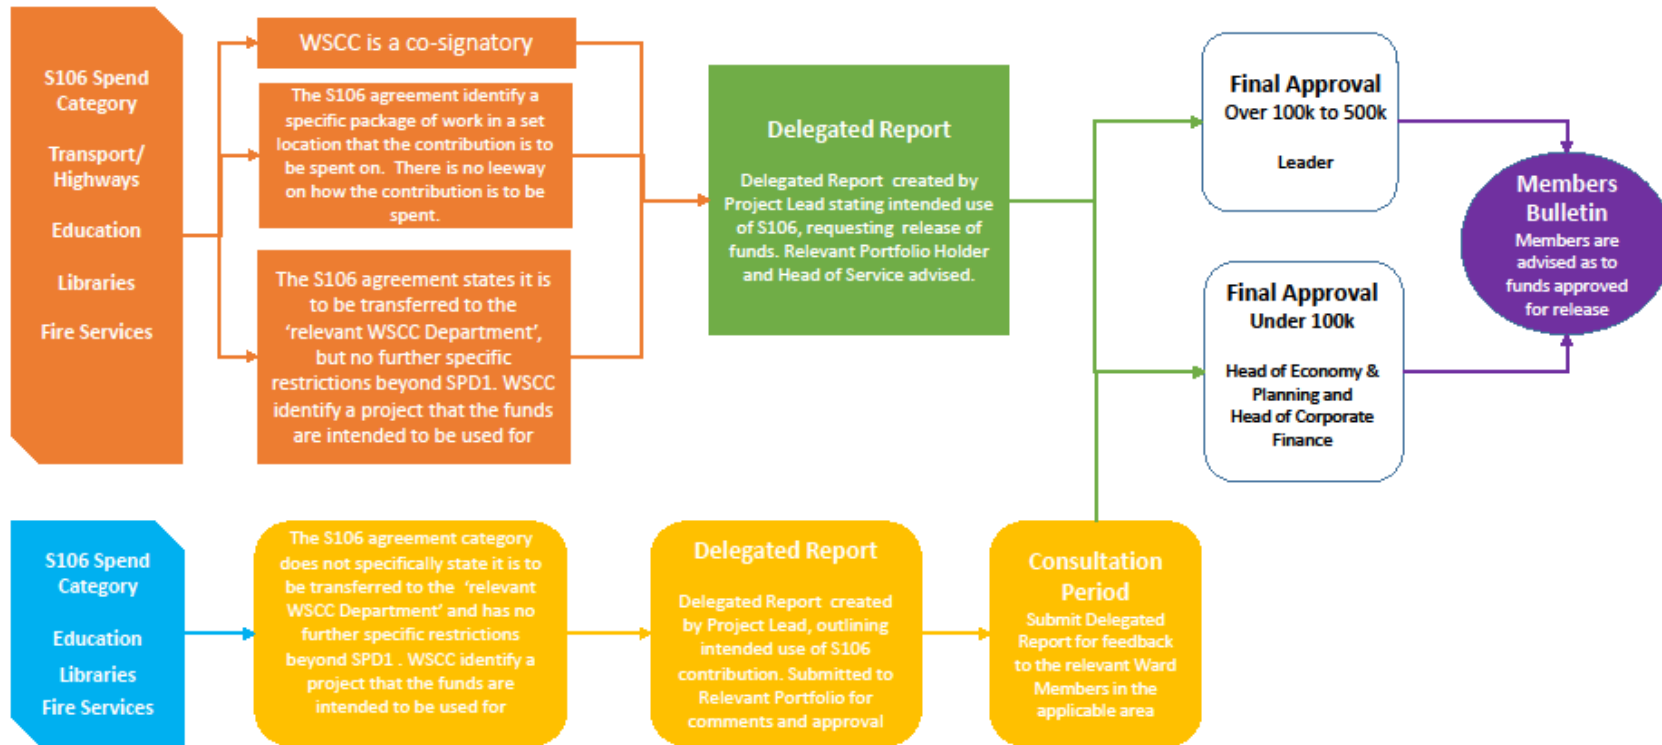 S106 Spend
Category
Transport/
Highways
Education
Libraries
Fire Services
WSCC is a co-signatory
The S106 agreement identify a
specific package of work in a set
location that the contribution is to
be spent on. There is no leeway
on how the contribution is to be
spent.
The S106 agreement states it is
to be transferred to the
‘relevant WSCC Department’,
but no further specific
restrictions beyond SPD1. WSCC
identify a project that the funds
are intended to be used for
Delegated Report
Delegated Report created by
Project Lead stating intended use
of S106, requesting release of
funds. Relevant Portfolio Holder
and Head of Service advised.
Final Approval
Over 100k to 500k
Leader
Final Approval
Under 100k
Head of Economy &
Planning and
Head of Corporate
Finance
Members
Bulletin
Members are
advised as to
funds approved
for release
S106 Spend
Category
Education
Libraries
Fire Services
The S106 agreement category
does not specifically state it is to
be transferred to the ‘relevant
WSCC Department’ and has no
further specific restrictions
beyond SPD1 . WSCC identify a
project that the funds are
intended to be used for
Delegated Report
Delegated Report created
by Project Lead, outlining
intended use of S106
contribution. Submitted to
Relevant Portfolio for
comments and approval
Consultation
Period
Submit Delegated
Report for feedback
to the relevant Ward
Members in the
applicable area